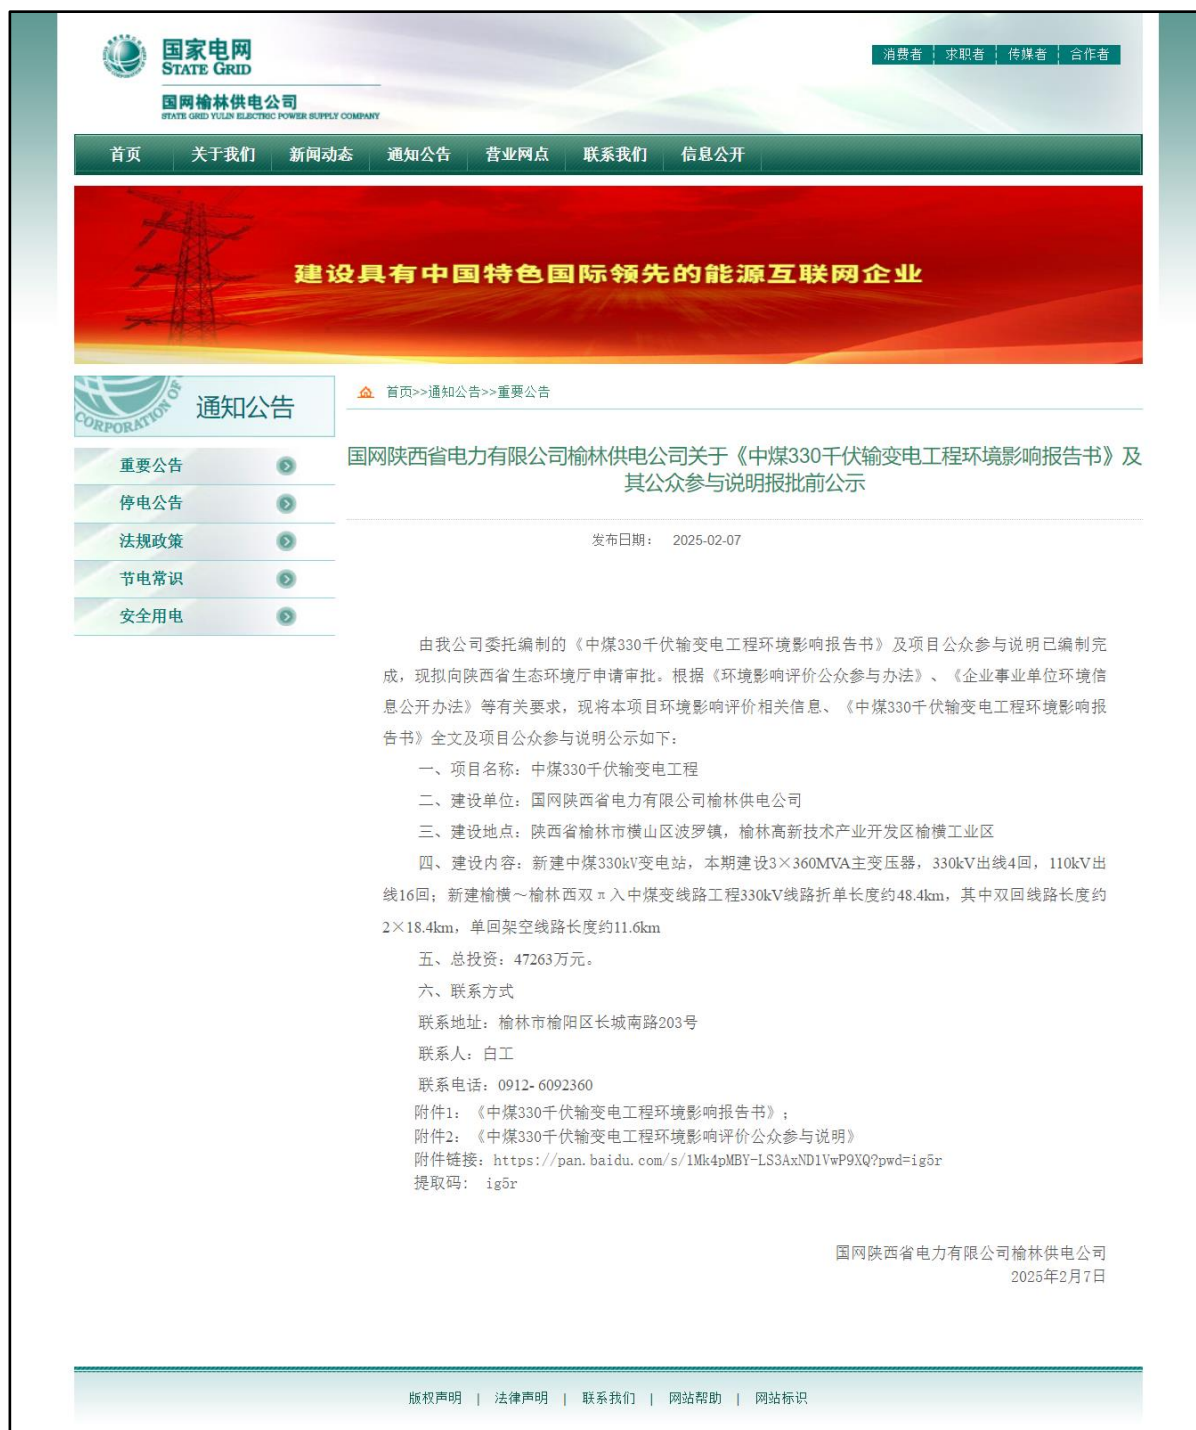 国家电网
STATE GRID
国网榆林供电公司
STATE GRID YULIN ELECTRIC POWER SUPPLY COMPANY
消费者 | 求职者 | 传媒者 | 合作者
首页 关于我们 新闻动态 通知公告 营业网点 联系我们 信息公开
建设具有中国特色国际领先的能源互联网企业
CORPORATION OF
通知公告
重要公告
停电公告
法规政策
节电常识
安全用电
首页>>通知公告>>重要公告
国网陕西省电力有限公司榆林供电公司关于《中煤330千伏输变电工程环境影响报告书》及
其公众参与说明报批前公示
发布日期： 2025-02-07
由我公司委托编制的《中煤330千伏输变电工程环境影响报告书》及项目公众参与说明已编制完
成，现拟向陕西省生态环境厅申请审批。根据《环境影响评价公众参与办法》、《企业事业单位环境信
息公开办法》等有关要求，现将本项目环境影响评价相关信息、《中煤330千伏输变电工程环境影响报
告书》全文及项目公众参与说明公示如下：
一、项目名称：中煤330千伏输变电工程
二、建设单位：国网陕西省电力有限公司榆林供电公司
三、建设地点：陕西省榆林市横山区波罗镇，榆林高新技术产业开发区榆横工业区
四、建设内容：新建中煤330kV变电站，本期建设3×360MVA主变压器，330kV出线4回，110kV出
线16回；新建榆横～榆林西双π入中煤变线路工程330kV线路折单长度约48.4km，其中双回线路长度约
2×18.4km，单回架空线路长度约11.6km
五、总投资：47263万元。
六、联系方式
联系地址：榆林市榆阳区长城南路203号
联系人：白工
联系电话：0912- 6092360
附件1：《中煤330千伏输变电工程环境影响报告书》；
附件2：《中煤330千伏输变电工程环境影响评价公众参与说明》
附件链接：https://pan.baidu.com/s/1Mk4pMBY-LS3AxND1VwP9XQ?pwd=ig5r
提取码： ig5r
国网陕西省电力有限公司榆林供电公司
2025年2月7日
版权声明 | 法律声明 | 联系我们 | 网站帮助 | 网站标识